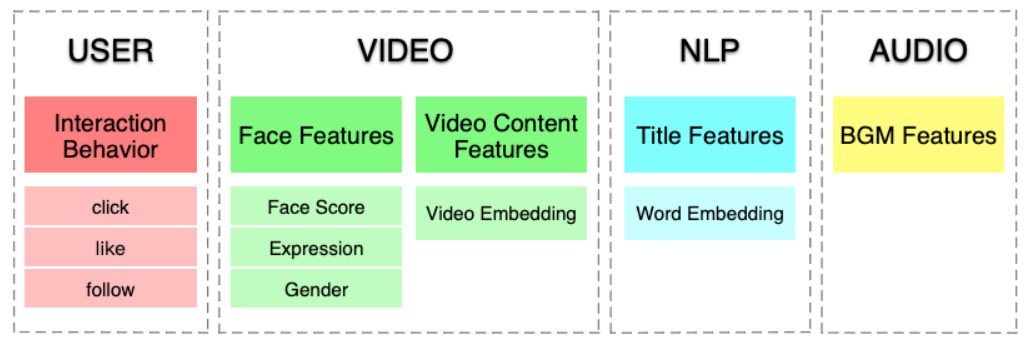 USER
Interaction
Behavior
click
like
follow
VIDEO
Face Features
Face Score
Expression
Gender
Video Content
Features
Video Embedding
NLP
Title Features
Word Embedding
AUDIO
BGM Features